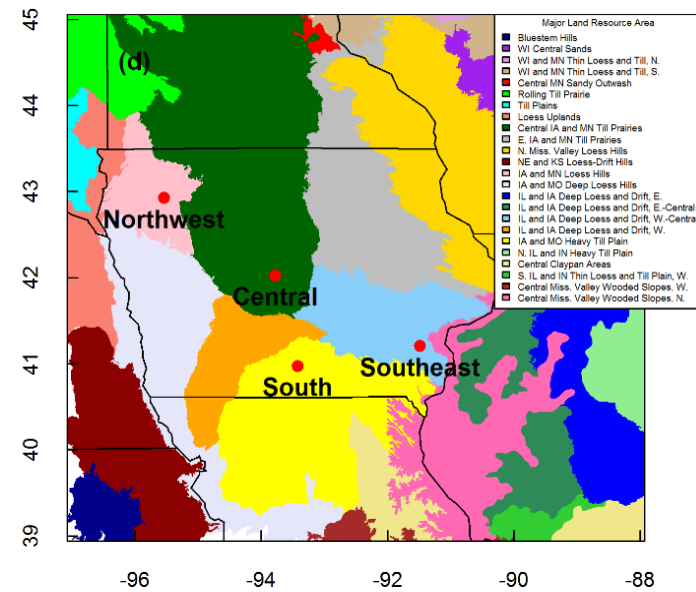 45
44
43
42
41
40
39
(d)
Northwest
Central
South
Southeast
-96
-94
-92
-90
-88
Major Land Resource Area
Bluestem Hills
WI Central Sands
WI and MN Thin Loess and Till, N.
WI and MN Thin Loess and Till, S.
Central MN Sandy Outwash
Rolling Till Prairie
Till Plains
Loess Uplands
Central IA and MN Till Prairies
E. IA and MN Till Prairies
N. Miss. Valley Loess Hills
NE and KS Loess-Drift Hills
IA and MN Loess Hills
IA and MO Deep Loess Hills
IL and IA Deep Loess and Drift, E.
IL and IA Deep Loess and Drift, E.-Central
IL and IA Deep Loess and Drift, W.-Central
IL and IA Deep Loess and Drift, W.
IA and MO Heavy Till Plain
N. IL and IN Heavy Till Plain
Central Claypan Areas
S. IL and IN Thin Loess and Till Plain, W.
Central Miss. Valley Wooded Slopes, W.
Central Miss. Valley Wooded Slopes, N.